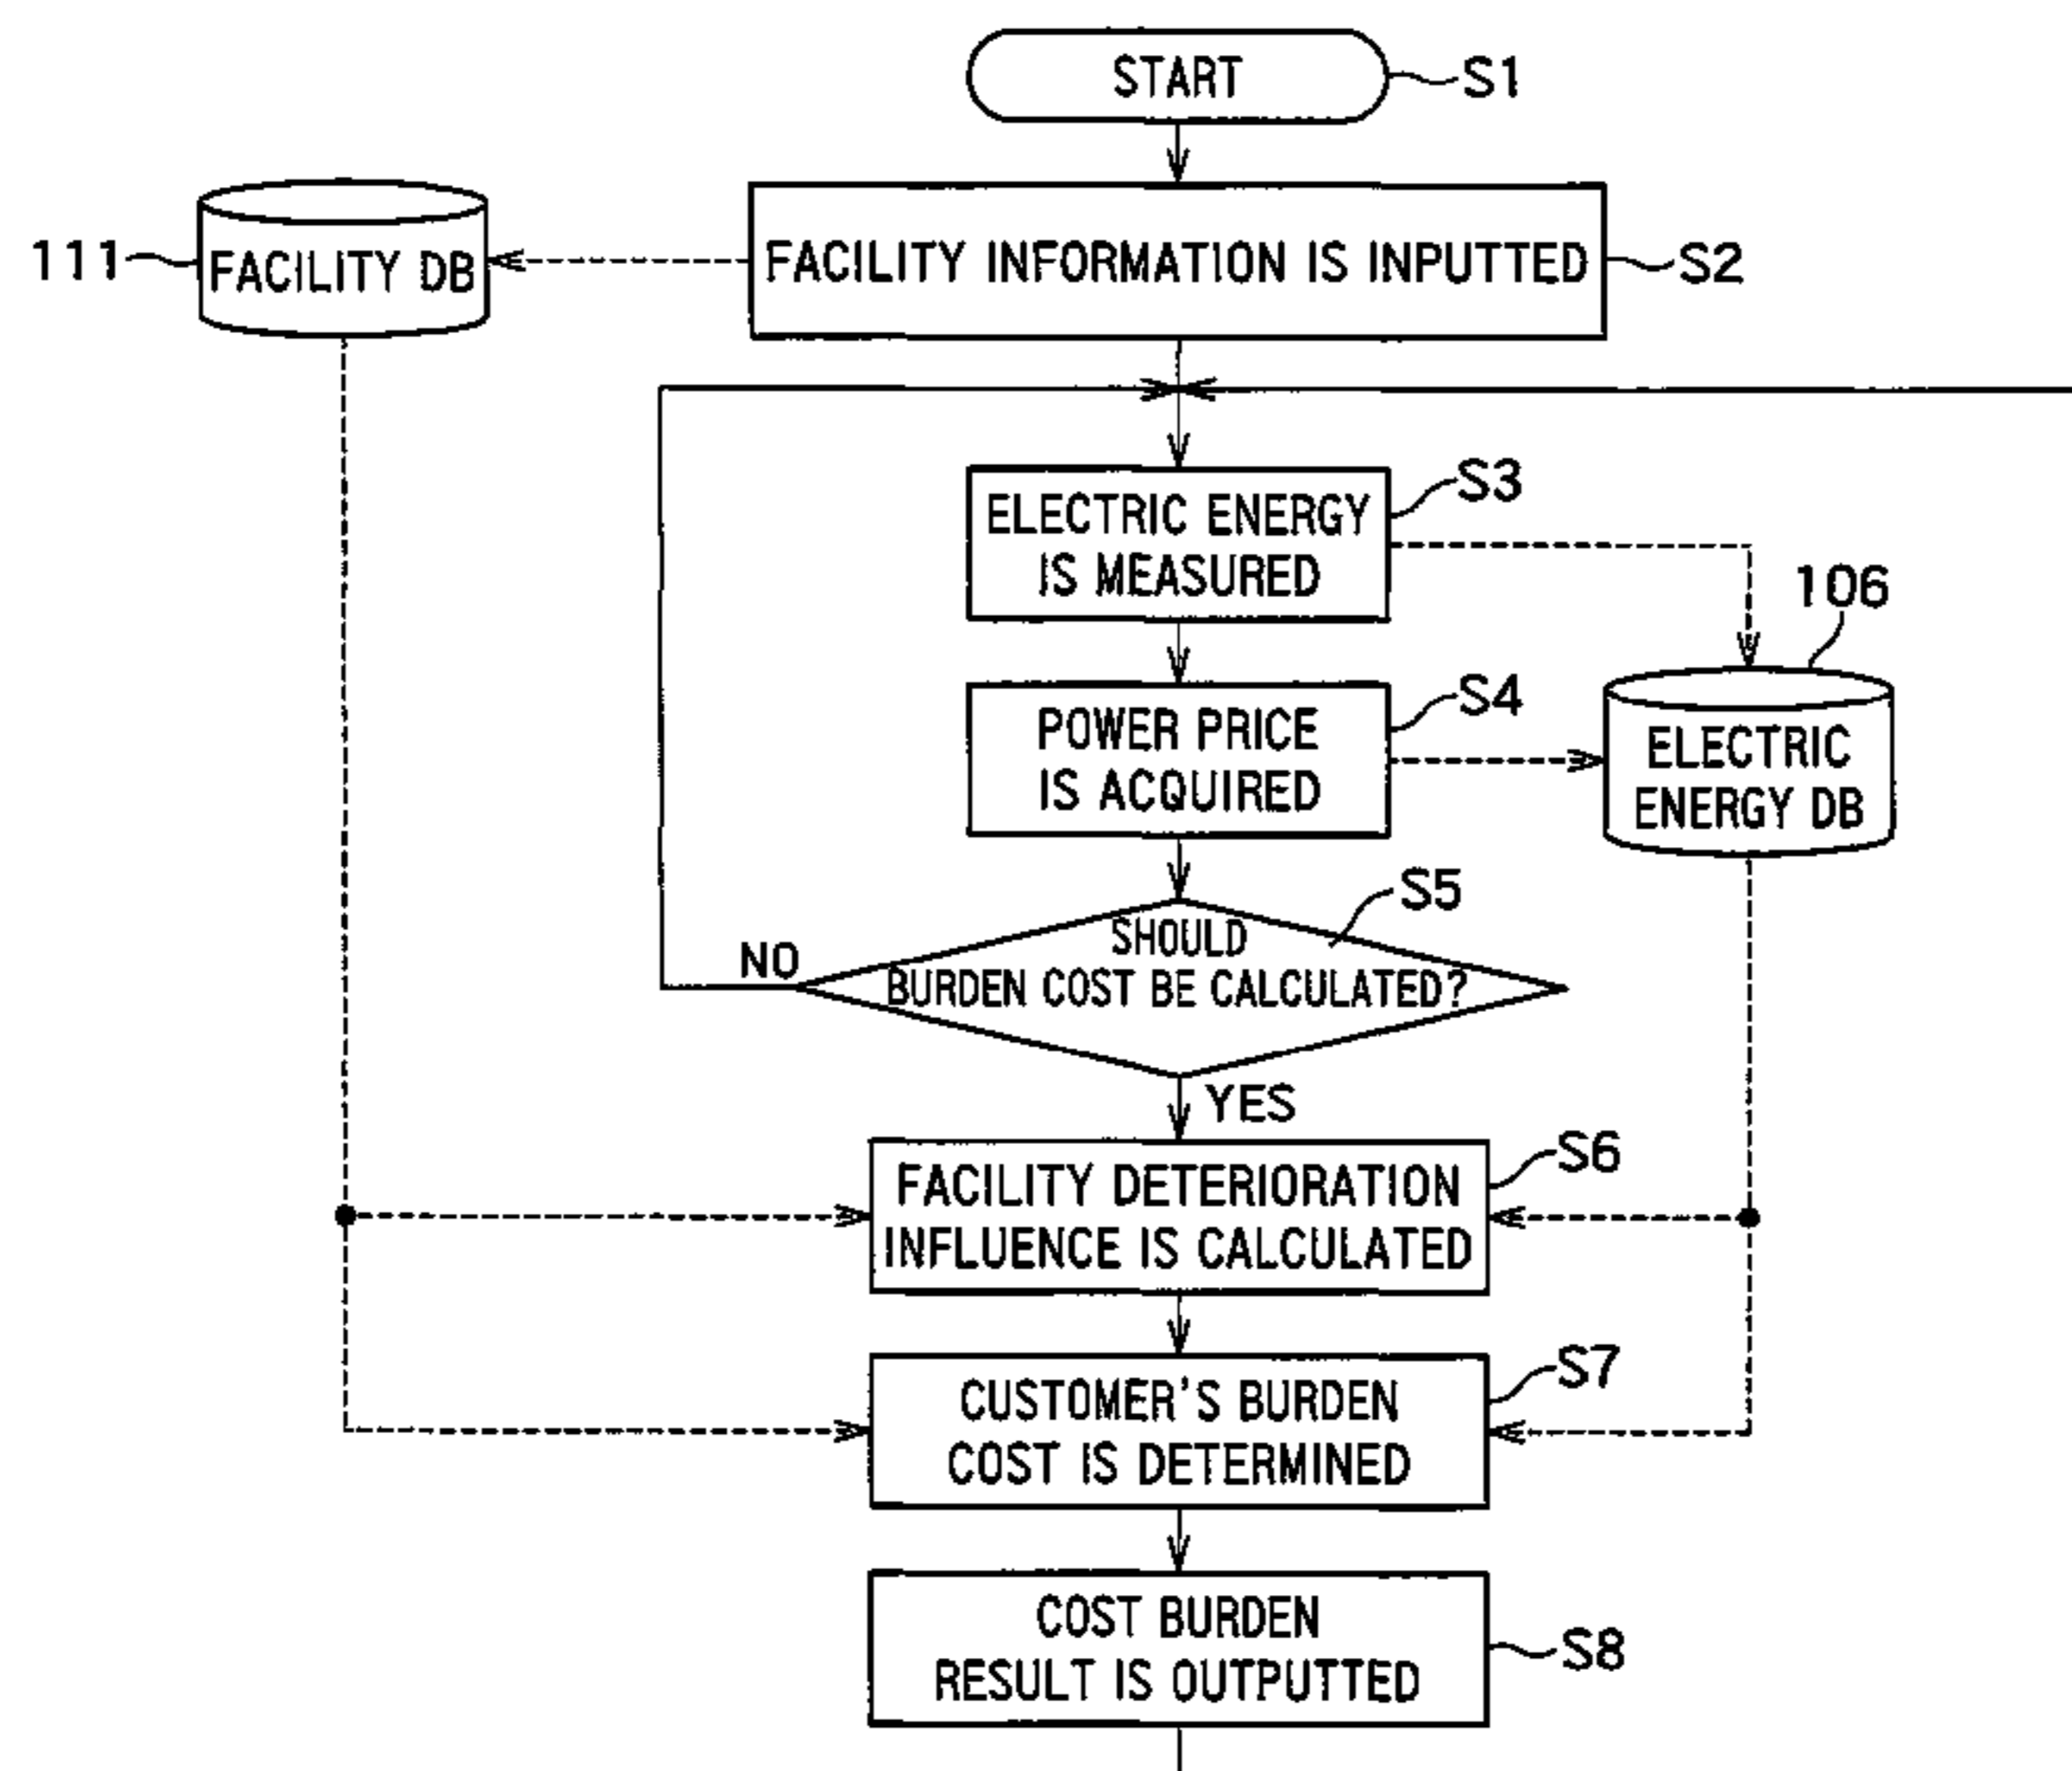 START
S1
111
FACILITY DB
FACILITY INFORMATION IS INPUTTED
S2
ELECTRIC ENERGY
IS MEASURED
S3
106
POWER PRICE
IS ACQUIRED
S4
ELECTRIC
ENERGY DB
SHOULD
BURDEN COST BE CALCULATED?
S5
NO
YES
FACILITY DETERIORATION
INFLUENCE IS CALCULATED
S6
CUSTOMER'S BURDEN
COST IS DETERMINED
S7
COST BURDEN
RESULT IS OUTPUTTED
S8